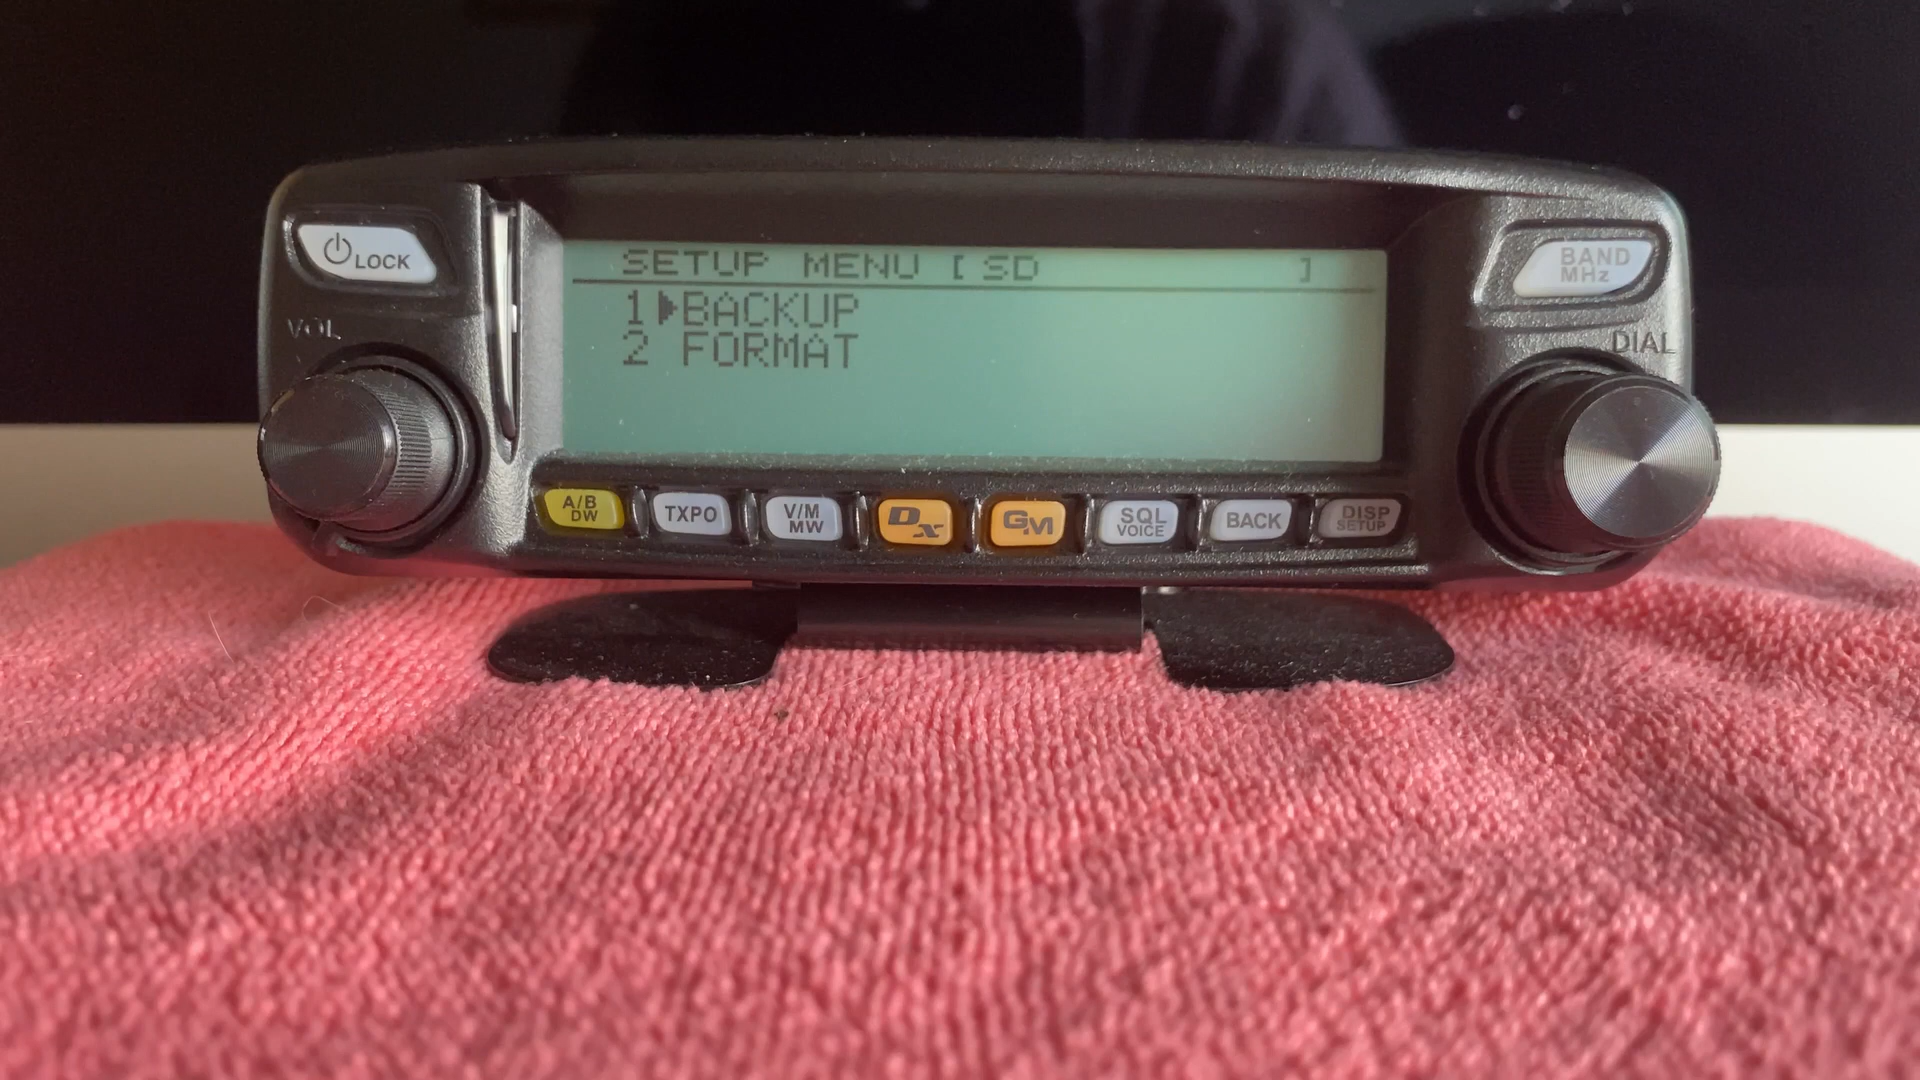 LOCK
VOL
SETUP MENU [SD ]
1▶BACKUP
2 FORMAT
BAND
MHz
DIAL
A/B
DW
TXPO
V/M
MW
DX
GM
SQL
VOICE
BACK
DISP
SETUP